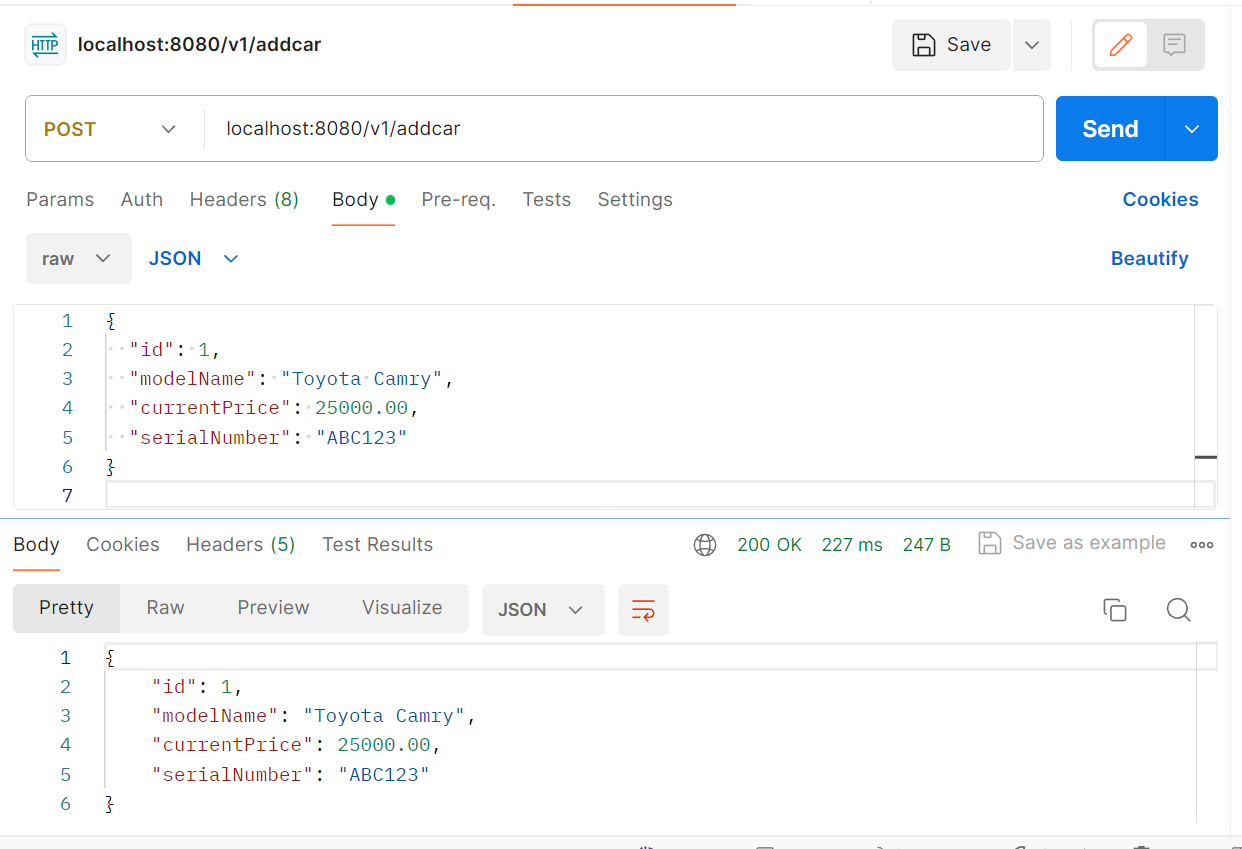 HTTP localhost:8080/v1/addcar Save
POST localhost:8080/v1/addcar Send
Params Auth Headers (8) Body Pre-req. Tests Settings Cookies
raw JSON Beautify
1 {
2 "id": 1,
3 "modelName": "Toyota Camry",
4 "currentPrice": 25000.00,
5 "serialNumber": "ABC123"
6 }
7
Body Cookies Headers (5) Test Results 200 OK 227 ms 247 B Save as example
Pretty Raw Preview Visualize JSON
1 {
2 "id": 1,
3 "modelName": "Toyota Camry",
4 "currentPrice": 25000.00,
5 "serialNumber": "ABC123"
6 }